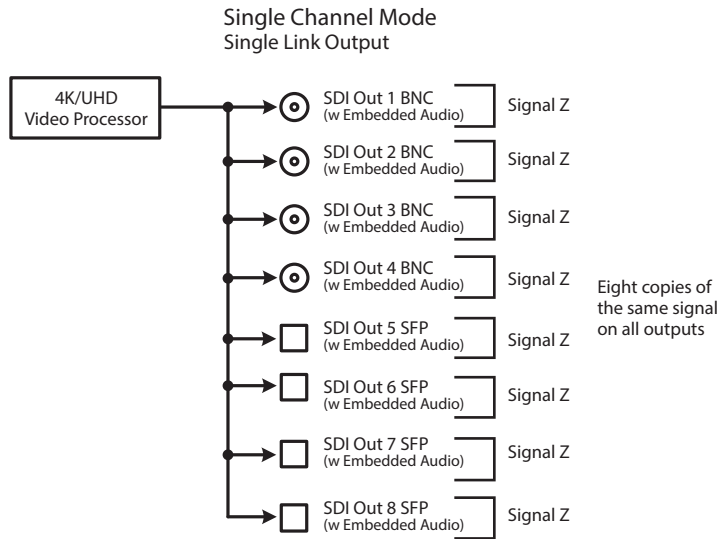 Single Channel Mode
Single Link Output
4K/UHD
Video Processor
SDI Out 1 BNC
(w Embedded Audio)
Signal Z
SDI Out 2 BNC
(w Embedded Audio)
Signal Z
SDI Out 3 BNC
(w Embedded Audio)
Signal Z
SDI Out 4 BNC
(w Embedded Audio)
Signal Z
Eight copies of
the same signal
on all outputs
SDI Out 5 SFP
(w Embedded Audio)
Signal Z
SDI Out 6 SFP
(w Embedded Audio)
Signal Z
SDI Out 7 SFP
(w Embedded Audio)
Signal Z
SDI Out 8 SFP
(w Embedded Audio)
Signal Z